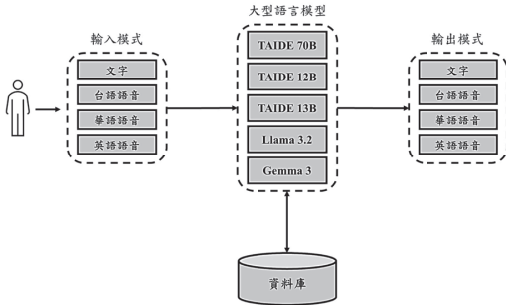 輸入模式
文字
台語語音
華語語音
英語語音
大型語言模型
TAIDE 70B
TAIDE 12B
TAIDE 13B
Llama 3.2
Gemma 3
輸出模式
文字
台語語音
華語語音
英語語音
資料庫